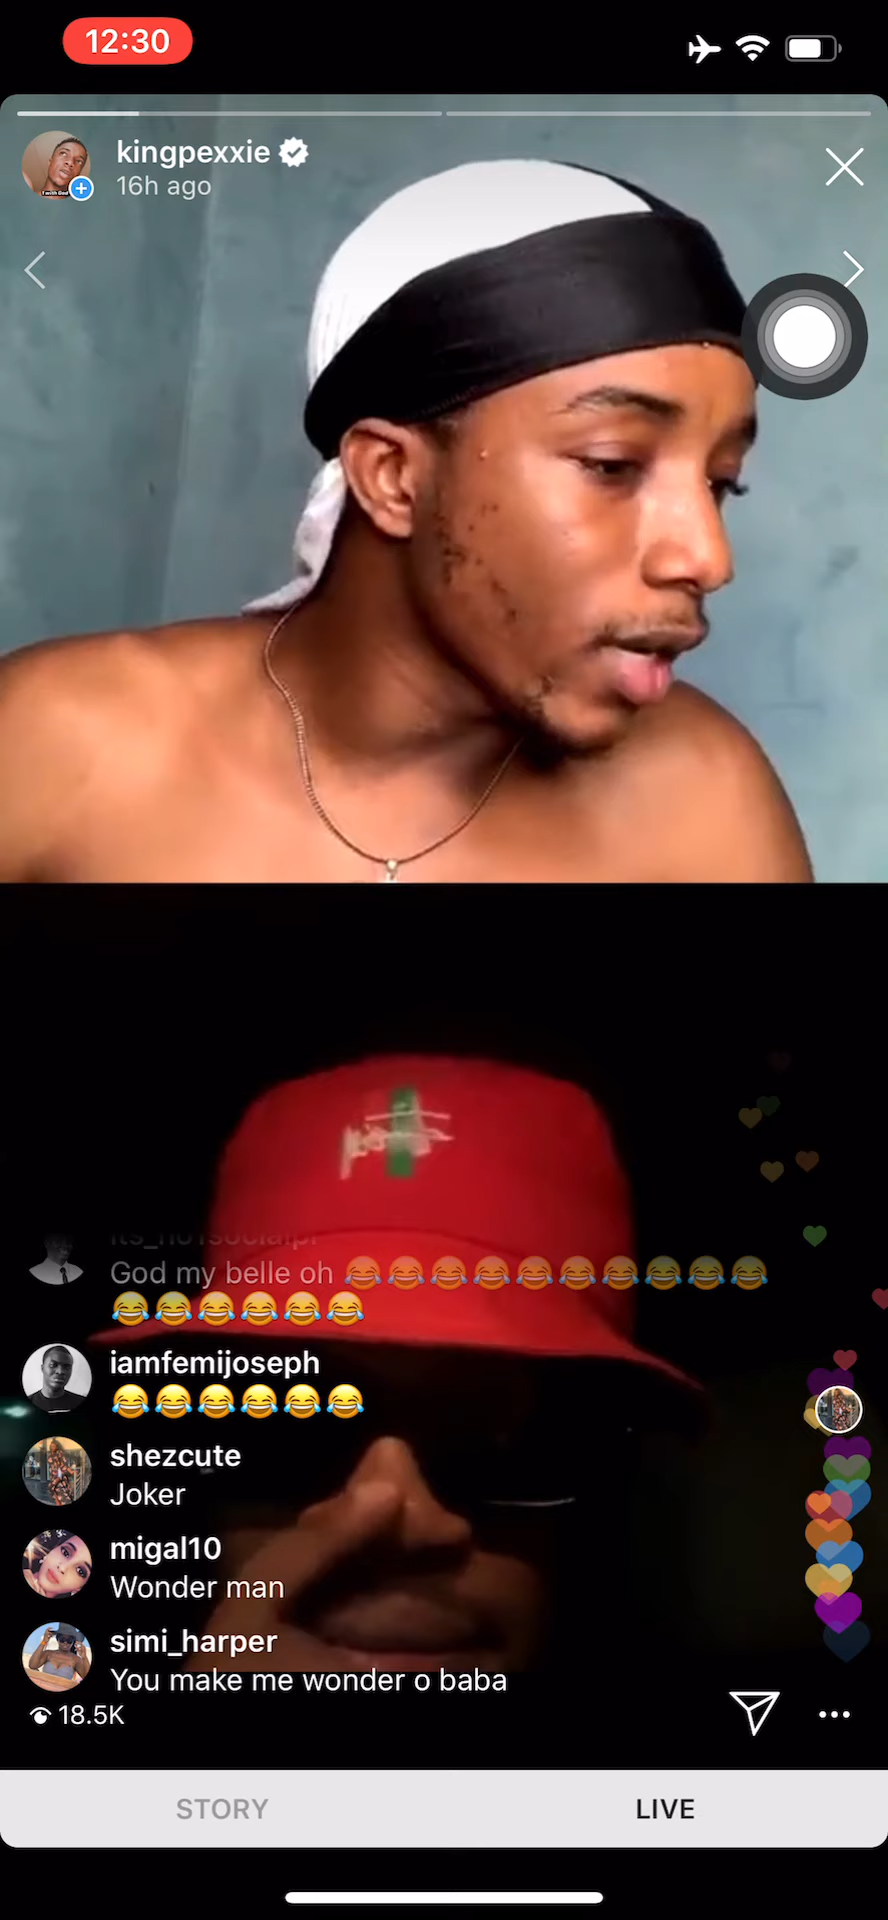 12:30
kingpexxie
16h ago
God my belle oh 😂😂😂😂😂😂😂😂😂😂
😂😂😂😂😂😂
iamfemijoseph
😂😂😂😂😂😂
shezcute
Joker
migal10
Wonder man
simi_harper
You make me wonder o baba
18.5K
STORY
LIVE